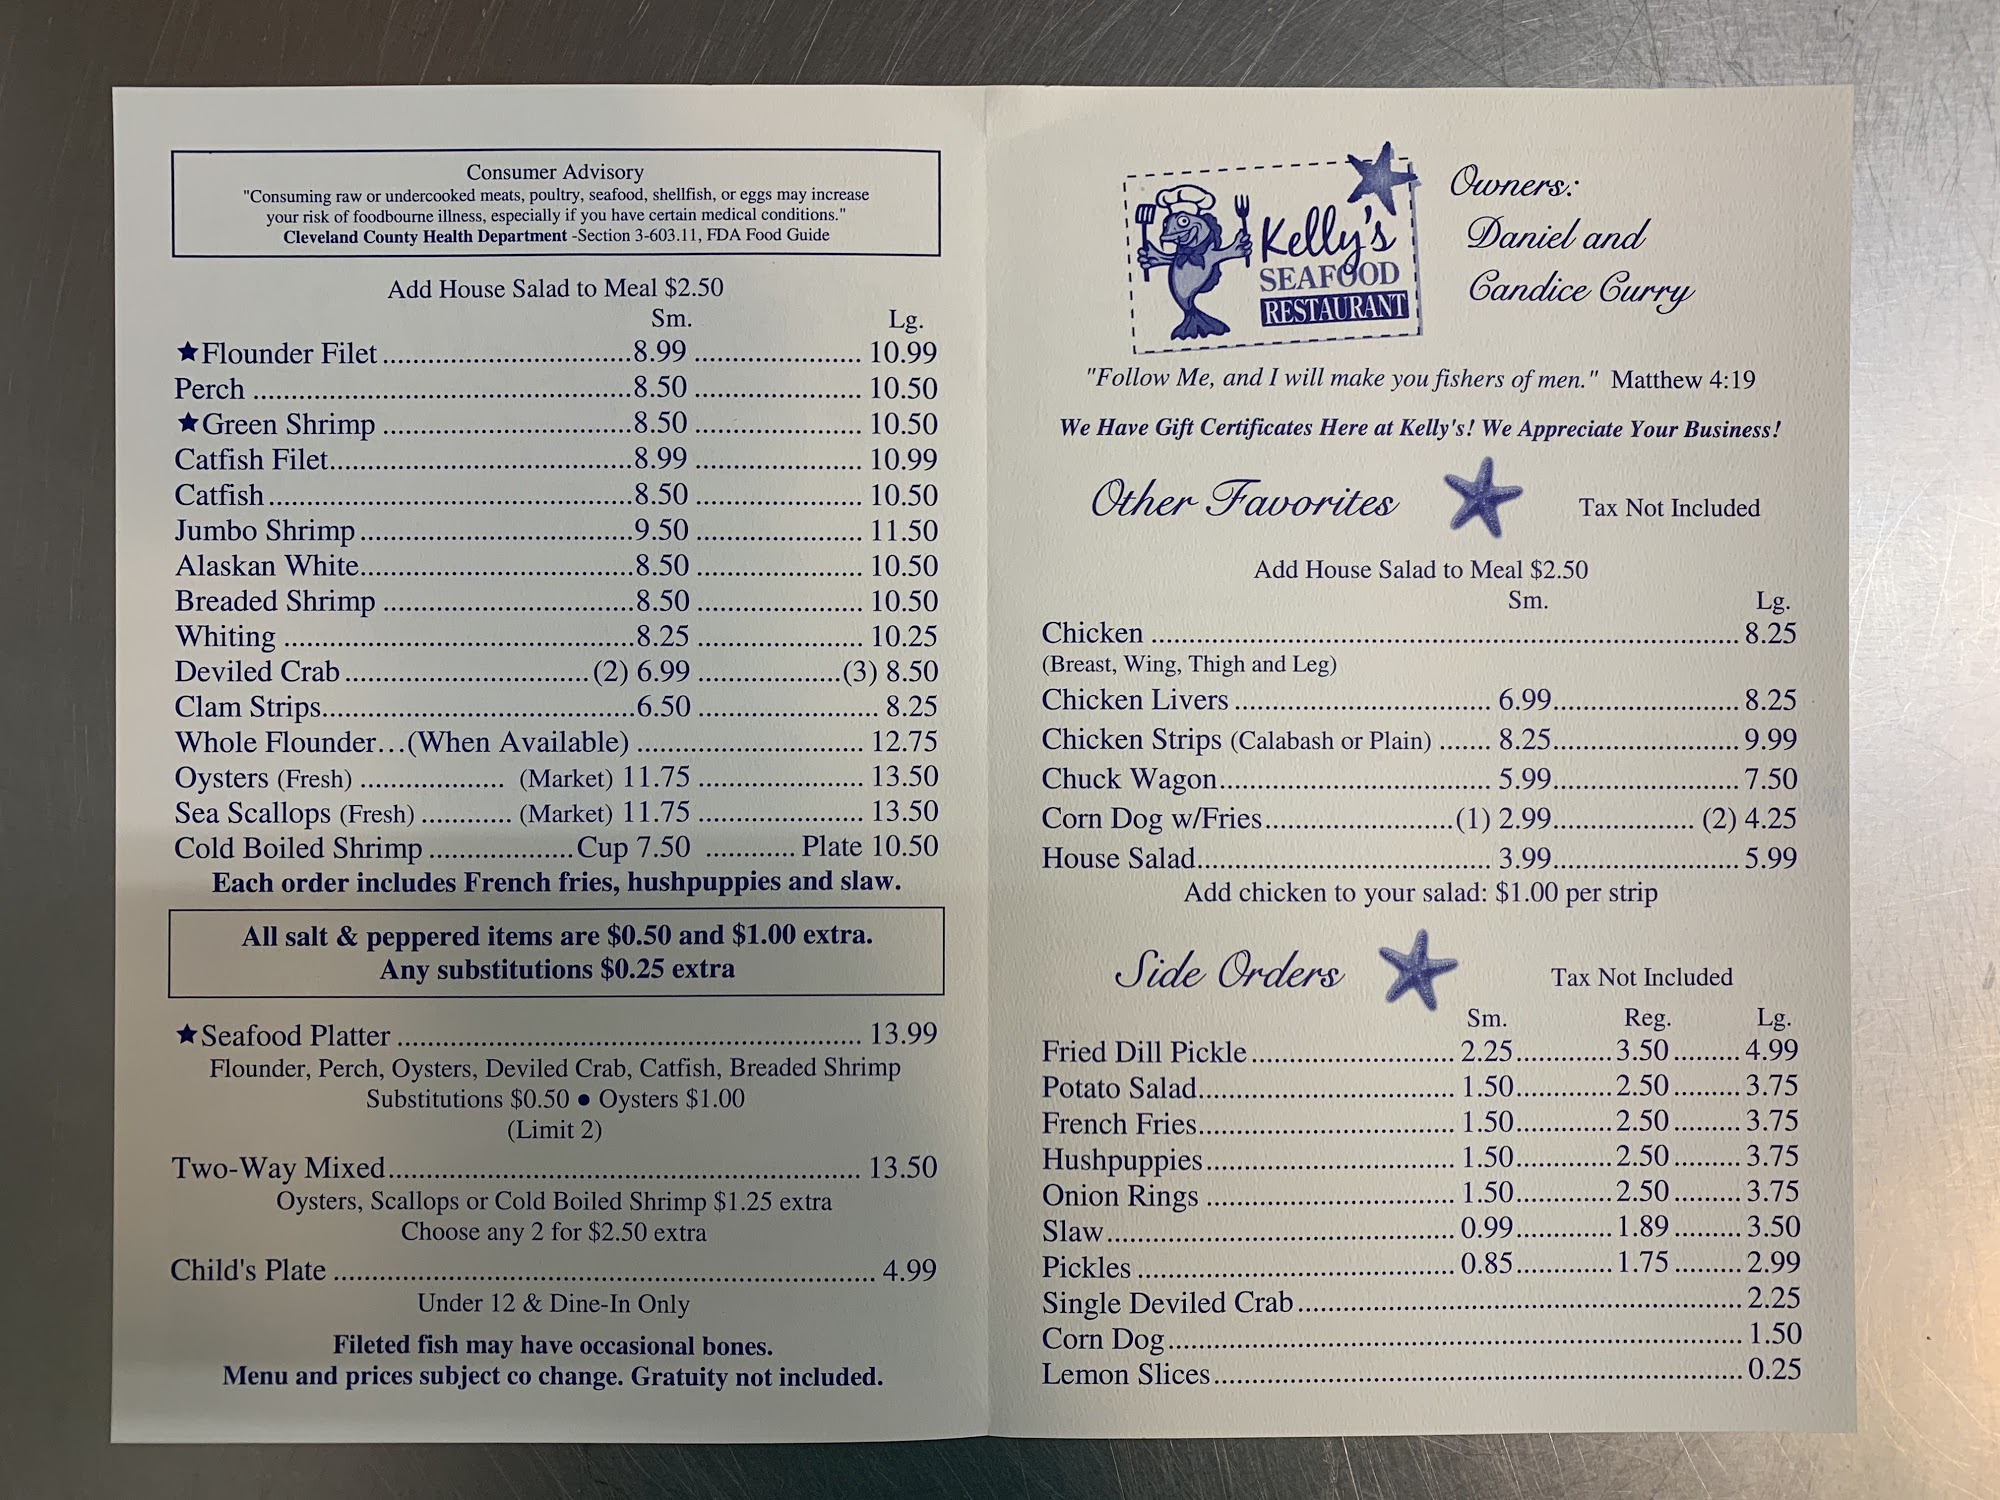 Consumer Advisory
"Consuming raw or undercooked meats, poultry, seafood, shellfish, or eggs may increase
your risk of foodbourne illness, especially if you have certain medical conditions."
Cleveland County Health Department -Section 3-603.11, FDA Food Guide
Add House Salad to Meal $2.50
Sm. Lg.
★Flounder Filet 8.99 10.99
Perch 8.50 10.50
★Green Shrimp 8.50 10.50
Catfish Filet 8.99 10.99
Catfish 8.50 10.50
Jumbo Shrimp 9.50 11.50
Alaskan White 8.50 10.50
Breaded Shrimp 8.50 10.50
Whiting 8.25 10.25
Deviled Crab (2) 6.99 (3) 8.50
Clam Strips 6.50 8.25
Whole Flounder...(When Available) 12.75
Oysters (Fresh) (Market) 11.75 13.50
Sea Scallops (Fresh) (Market) 11.75 13.50
Cold Boiled Shrimp Cup 7.50 Plate 10.50
Each order includes French fries, hushpuppies and slaw.
All salt & peppered items are $0.50 and $1.00 extra.
Any substitutions $0.25 extra
★Seafood Platter 13.99
Flounder, Perch, Oysters, Deviled Crab, Catfish, Breaded Shrimp
Substitutions $0.50 ● Oysters $1.00
(Limit 2)
Two-Way Mixed 13.50
Oysters, Scallops or Cold Boiled Shrimp $1.25 extra
Choose any 2 for $2.50 extra
Child's Plate 4.99
Under 12 & Dine-In Only
Fileted fish may have occasional bones.
Menu and prices subject co change. Gratuity not included.
Kelly's
SEAFOOD
RESTAURANT
Owners:
Daniel and
Candice Curry
"Follow Me, and I will make you fishers of men." Matthew 4:19
We Have Gift Certificates Here at Kelly's! We Appreciate Your Business!
Other Favorites Tax Not Included
Add House Salad to Meal $2.50
Sm. Lg.
Chicken 8.25
(Breast, Wing, Thigh and Leg)
Chicken Livers 6.99 8.25
Chicken Strips (Calabash or Plain) 8.25 9.99
Chuck Wagon 5.99 7.50
Corn Dog w/Fries (1) 2.99 (2) 4.25
House Salad 3.99 5.99
Add chicken to your salad: $1.00 per strip
Side Orders Tax Not Included
Sm. Reg. Lg.
Fried Dill Pickle 2.25 3.50 4.99
Potato Salad 1.50 2.50 3.75
French Fries 1.50 2.50 3.75
Hushpuppies 1.50 2.50 3.75
Onion Rings 1.50 2.50 3.75
Slaw 0.99 1.89 3.50
Pickles 0.85 1.75 2.99
Single Deviled Crab 2.25
Corn Dog 1.50
Lemon Slices 0.25